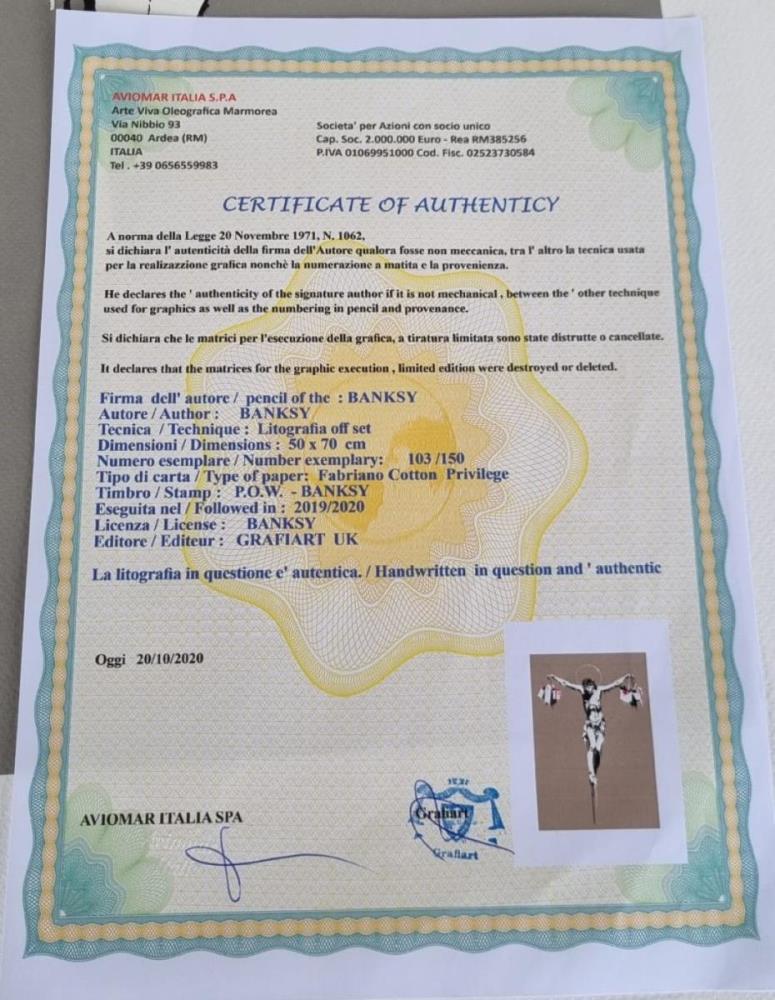 AVIOMAR ITALIA S.P.A
Arte Viva Oleografica Marmorea
Via Nibbio 93
00040 Ardea (RM)
ITALIA
Tel . +39 0656559983
Societa' per Azioni con socio unico
Cap. Soc. 2.000.000 Euro - Rea RM385256
P.IVA 01069951000 Cod. Fisc. 02523730584
CERTIFICATE OF AUTHENTICY
A norma della Legge 20 Novembre 1971, N. 1062,
si dichiara l' autenticità della firma dell'Autore qualora fosse non meccanica, tra l' altro la tecnica usata
per la realizazzione grafica nonchè la numerazione a matita e la provenienza.
He declares the ' authenticity of the signature author if it is not mechanical , between the ' other technique
used for graphics as well as the numbering in pencil and provenance.
Si dichiara che le matrici per l'esecuzione della grafica, a tiratura limitata sono state distrutte o cancellate.
It declares that the matrices for the graphic execution , limited edition were destroyed or deleted.
Firma dell' autore / pencil of the : BANKSY
Autore / Author : BANKSY
Tecnica / Technique : Litografia off set
Dimensioni / Dimensions : 50 x 70 cm
Numero esemplare / Number exemplary: 103 /150
Tipo di carta / Type of paper: Fabriano Cotton Privilege
Timbro / Stamp : P.O.W. - BANKSY
Eseguita nel / Followed in : 2019/2020
Licenza / License : BANKSY
Editore / Editeur : GRAFIART UK
La litografia in questione e' autentica. / Handwritten in question and ' authentic
Oggi 20/10/2020
AVIOMAR ITALIA SPA
Grafiart
Grafiart